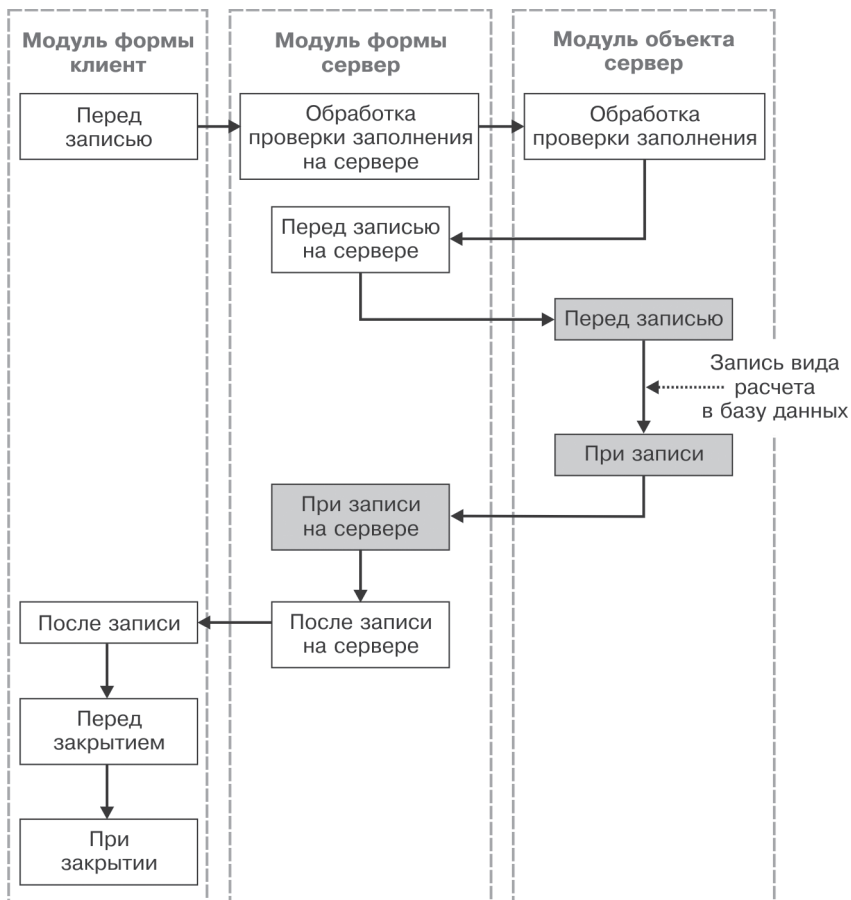 Модуль формы
клиент
Модуль формы
сервер
Модуль объекта
сервер
Перед
записью
Обработка
проверки заполнения
на сервере
Обработка
проверки заполнения
Перед записью
на сервере
Перед записью
Запись вида
расчета
в базу данных
При записи
При записи
на сервере
После записи
После записи
на сервере
Перед
закрытием
При
закрытии